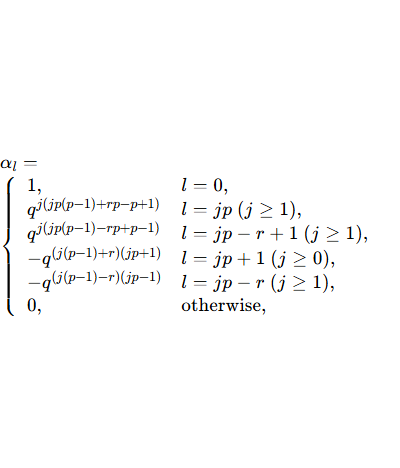 α_l =
1, l = 0,
q^{j(jp(p−1)+rp−p+1)} l = jp (j ≥ 1),
q^{j(jp(p−1)−rp+p−1)} l = jp − r + 1 (j ≥ 1),
−q^{(j(p−1)+r)(jp+1)} l = jp + 1 (j ≥ 0),
−q^{(j(p−1)−r)(jp−1)} l = jp − r (j ≥ 1),
0, otherwise,